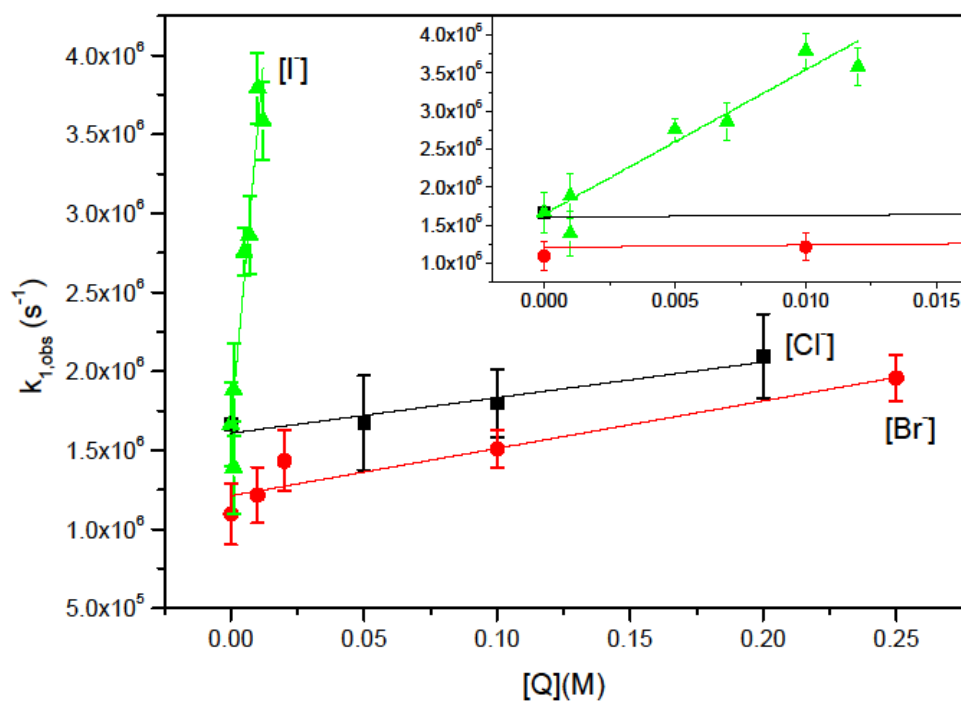 4.0x10⁶
3.5x10⁶
3.0x10⁶
2.5x10⁶
2.0x10⁶
1.5x10⁶
1.0x10⁶
5.0x10⁵
k₁,obs (s⁻¹)
[I⁻]
4.0x10⁶
3.5x10⁶
3.0x10⁶
2.5x10⁶
2.0x10⁶
1.5x10⁶
1.0x10⁶
0.000 0.005 0.010 0.015
[Cl⁻]
[Br⁻]
0.00 0.05 0.10 0.15 0.20 0.25
[Q](M)